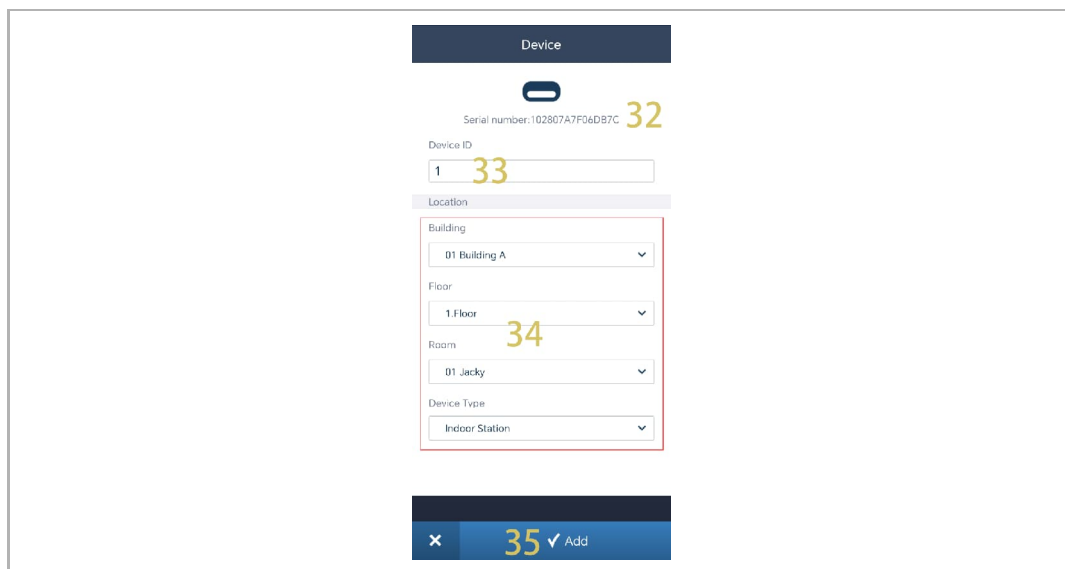 Device
Serial number:102807A7F06DB7C 32
Device ID
1 33
Location
Building
01 Building A
Floor
1.Floor
34
Room
01 Jacky
Device Type
Indoor Station
35 Add